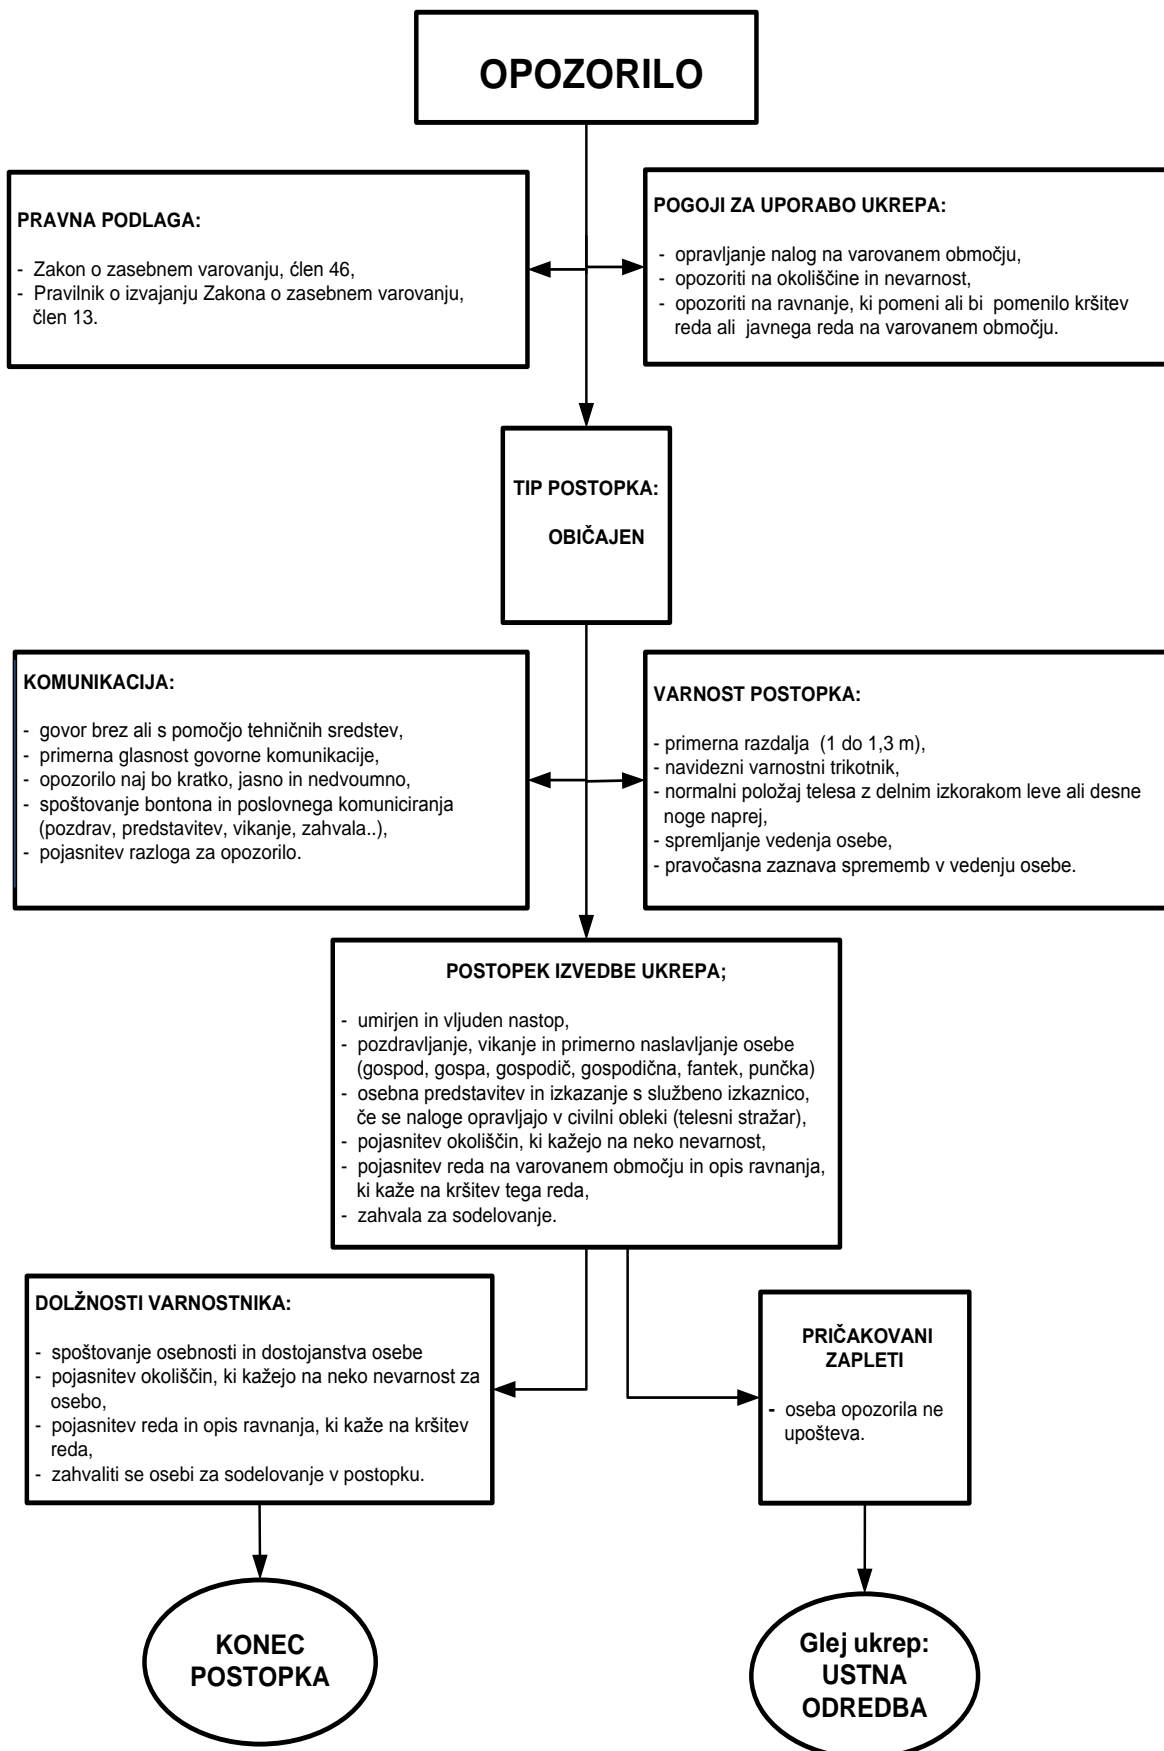 OPOZORILO
PRAVNA PODLAGA:
- Zakon o zasebnem varovanju, ćlen 46,
- Pravilnik o izvajanju Zakona o zasebnem varovanju,
člen 13.
POGOJI ZA UPORABO UKREPA:
- opravljanje nalog na varovanem območju,
- opozoriti na okoliščine in nevarnost,
- opozoriti na ravnanje, ki pomeni ali bi pomenilo kršitev
reda ali javnega reda na varovanem območju.
TIP POSTOPKA:
OBIČAJEN
KOMUNIKACIJA:
- govor brez ali s pomočjo tehničnih sredstev,
- primerna glasnost govorne komunikacije,
- opozorilo naj bo kratko, jasno in nedvoumno,
- spoštovanje bontona in poslovnega komuniciranja
(pozdrav, predstavitev, vikanje, zahvala..),
- pojasnitev razloga za opozorilo.
VARNOST POSTOPKA:
- primerna razdalja (1 do 1,3 m),
- navidezni varnostni trikotnik,
- normalni položaj telesa z delnim izkorakom leve ali desne
noge naprej,
- spremljanje vedenja osebe,
- pravočasna zaznava sprememb v vedenju osebe.
POSTOPEK IZVEDBE UKREPA;
- umirjen in vljuden nastop,
- pozdravljanje, vikanje in primerno naslavljanje osebe
(gospod, gospa, gospodič, gospodična, fantek, punčka)
- osebna predstavitev in izkazanje s službeno izkaznico,
če se naloge opravljajo v civilni obleki (telesni stražar),
- pojasnitev okoliščin, ki kažejo na neko nevarnost,
- pojasnitev reda na varovanem območju in opis ravnanja,
ki kaže na kršitev tega reda,
- zahvala za sodelovanje.
DOLŽNOSTI VARNOSTNIKA:
- spoštovanje osebnosti in dostojanstva osebe
- pojasnitev okoliščin, ki kažejo na neko nevarnost za
osebo,
- pojasnitev reda in opis ravnanja, ki kaže na kršitev
reda,
- zahvaliti se osebi za sodelovanje v postopku.
PRIČAKOVANI
ZAPLETI
- oseba opozorila ne
upošteva.
KONEC
POSTOPKA
Glej ukrep:
USTNA
ODREDBA